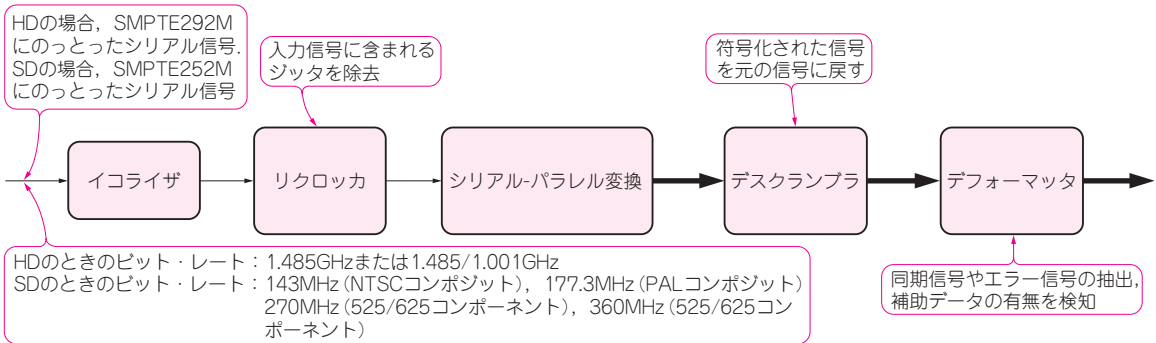 HDの場合，SMPTE292M
にのっとったシリアル信号．
SDの場合，SMPTE252M
にのっとったシリアル信号
入力信号に含まれる
ジッタを除去
符号化された信号
を元の信号に戻す
イコライザ
リクロッカ
シリアル-パラレル変換
デスクランブラ
デフォーマッタ
HDのときのビット・レート：1.485GHzまたは1.485/1.001GHz
SDのときのビット・レート：143MHz（NTSCコンポジット），177.3MHz（PALコンポジット）
270MHz（525/625コンポーネント），360MHz（525/625コン
ポーネント）
同期信号やエラー信号の抽出，
補助データの有無を検知